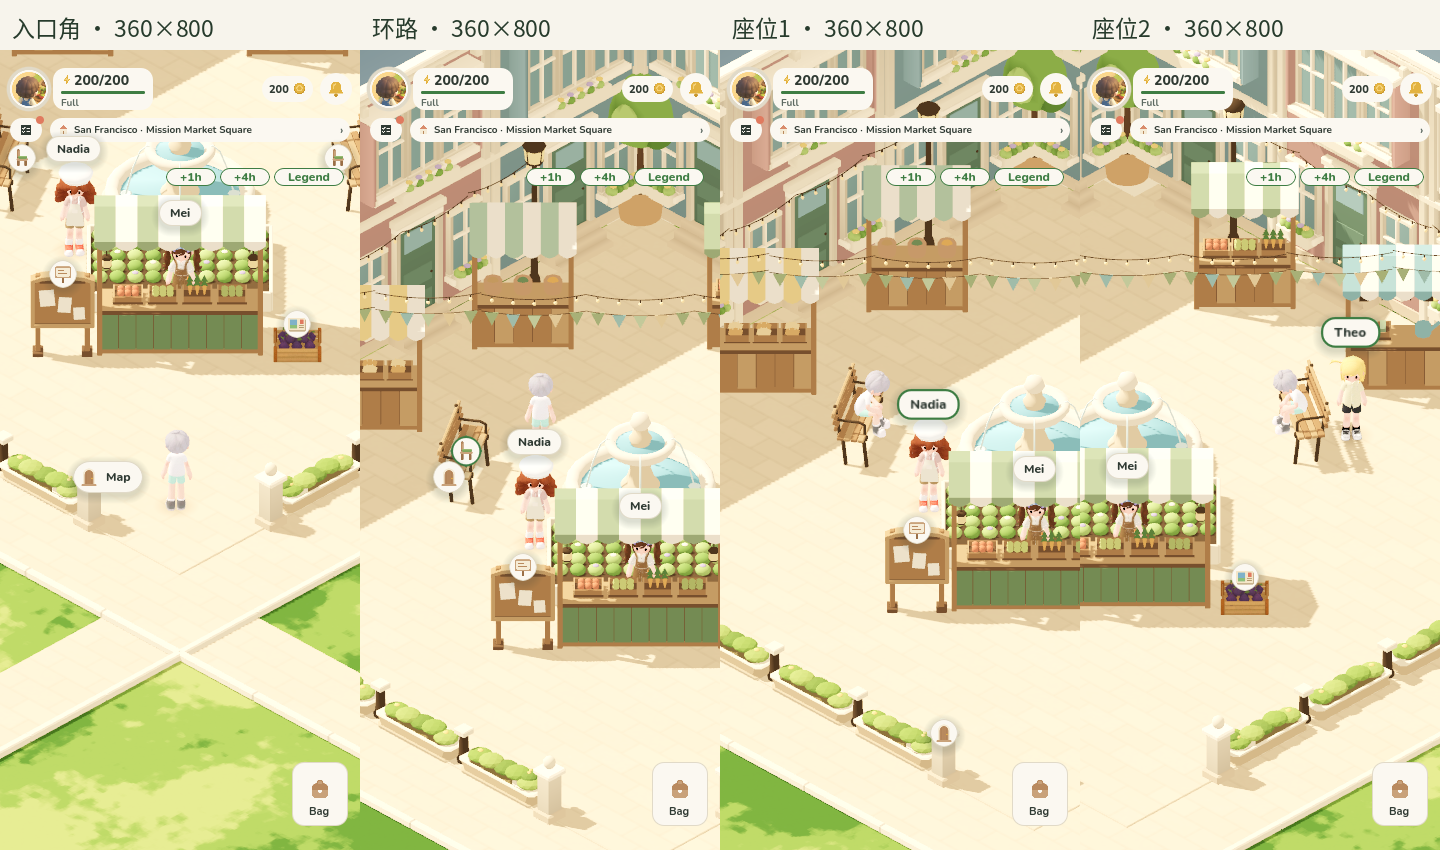 入口角 · 360×800
200/200
Full
200
San Francisco · Mission Market Square ›
Nadia
+1h +4h Legend
Mei
Map
Bag
环路 · 360×800
200/200
Full
200
San Francisco · Mission Market Square ›
+1h +4h Legend
Nadia
Mei
Bag
座位1 · 360×800
200/200
Full
200
San Francisco · Mission Market Square ›
+1h +4h Legend
Nadia
Mei
Bag
座位2 · 360×800
200/200
Full
200
San Francisco · Mission Market Square ›
+1h +4h Legend
Theo
Mei
Bag